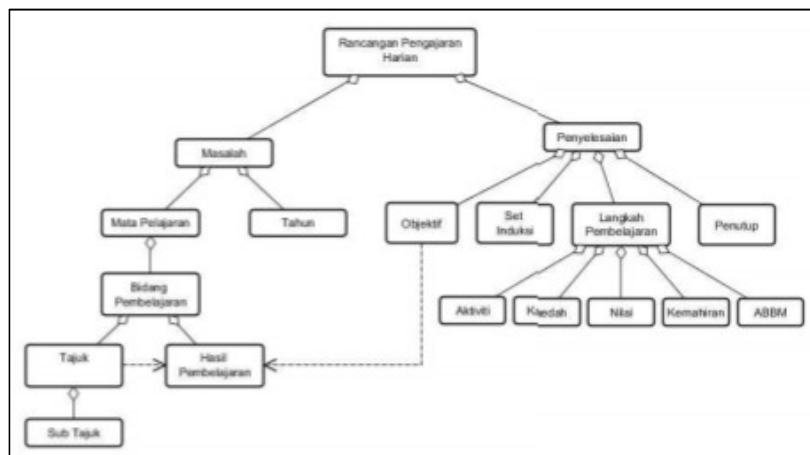 Rancangan Pengajaran
Harian
Masalah
Penyelesaian
Mata Pelajaran
Tahun
Objektif
Set
Induksi
Langkah
Pembelajaran
Penutup
Bidang
Pembelajaran
Aktiviti
Kaedah
Nilai
Kemahiran
ABBM
Tajuk
Hasil
Pembelajaran
Sub Tajuk